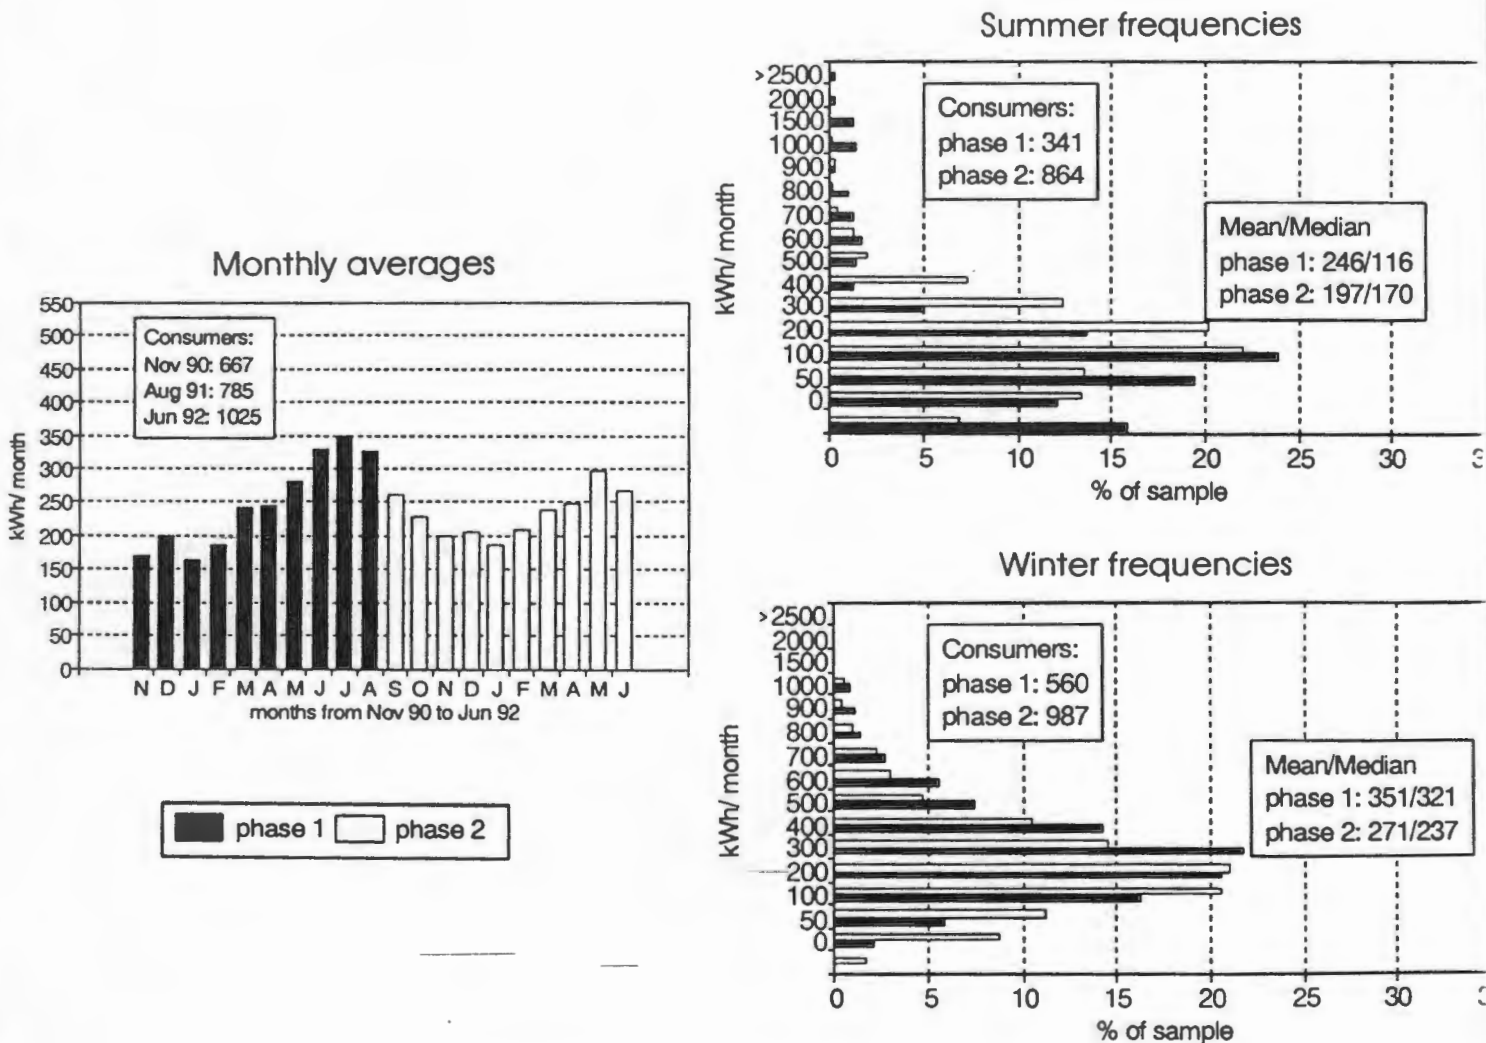 Monthly averages
550
500
450
400
350
300
250
200
150
100
50
0
kWh/ month
Consumers:
Nov 90: 667
Aug 91: 785
Jun 92: 1025
N D J F M A M J J A S O N D J F M A M J
months from Nov 90 to Jun 92
phase 1 phase 2
Summer frequencies
>2500
2000
1500
1000
900
800
700
600
500
400
300
200
100
50
0
kWh/ month
Consumers:
phase 1: 341
phase 2: 864
Mean/Median
phase 1: 246/116
phase 2: 197/170
0 5 10 15 20 25 30
% of sample
Winter frequencies
>2500
2000
1500
1000
900
800
700
600
500
400
300
200
100
50
0
kWh/ month
Consumers:
phase 1: 560
phase 2: 987
Mean/Median
phase 1: 351/321
phase 2: 271/237
0 5 10 15 20 25 30
% of sample